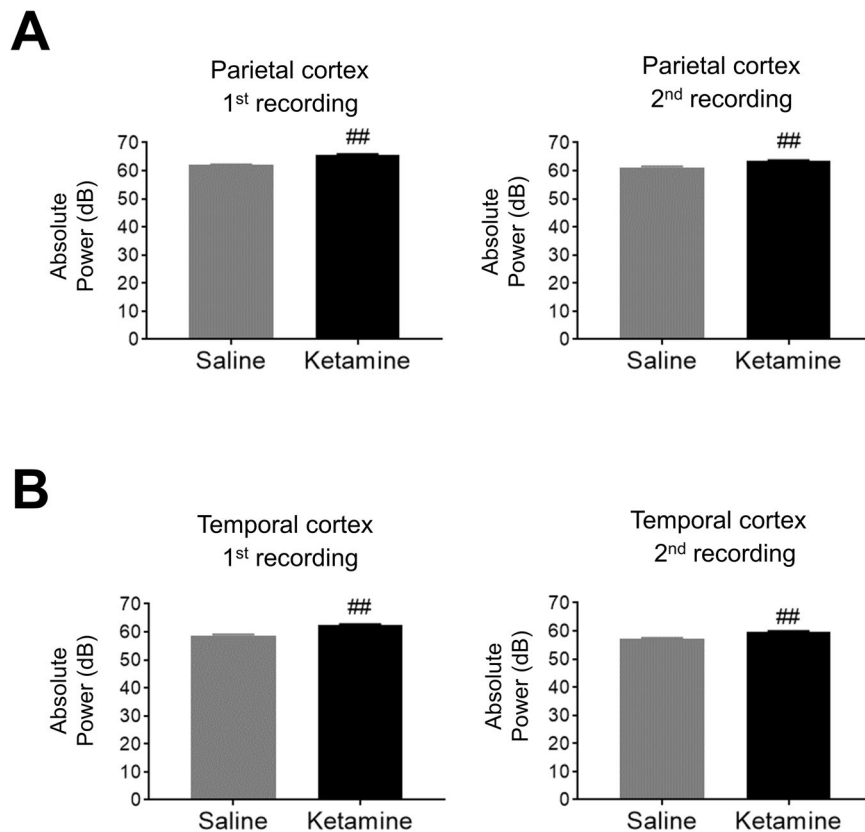 A
Parietal cortex
1st recording
##
Absolute
Power (dB)
70
60
50
40
30
20
10
0
Saline Ketamine
Parietal cortex
2nd recording
##
Absolute
Power (dB)
70
60
50
40
30
20
10
0
Saline Ketamine
B
Temporal cortex
1st recording
##
Absolute
Power (dB)
70
60
50
40
30
20
10
0
Saline Ketamine
Temporal cortex
2nd recording
##
Absolute
Power (dB)
70
60
50
40
30
20
10
0
Saline Ketamine